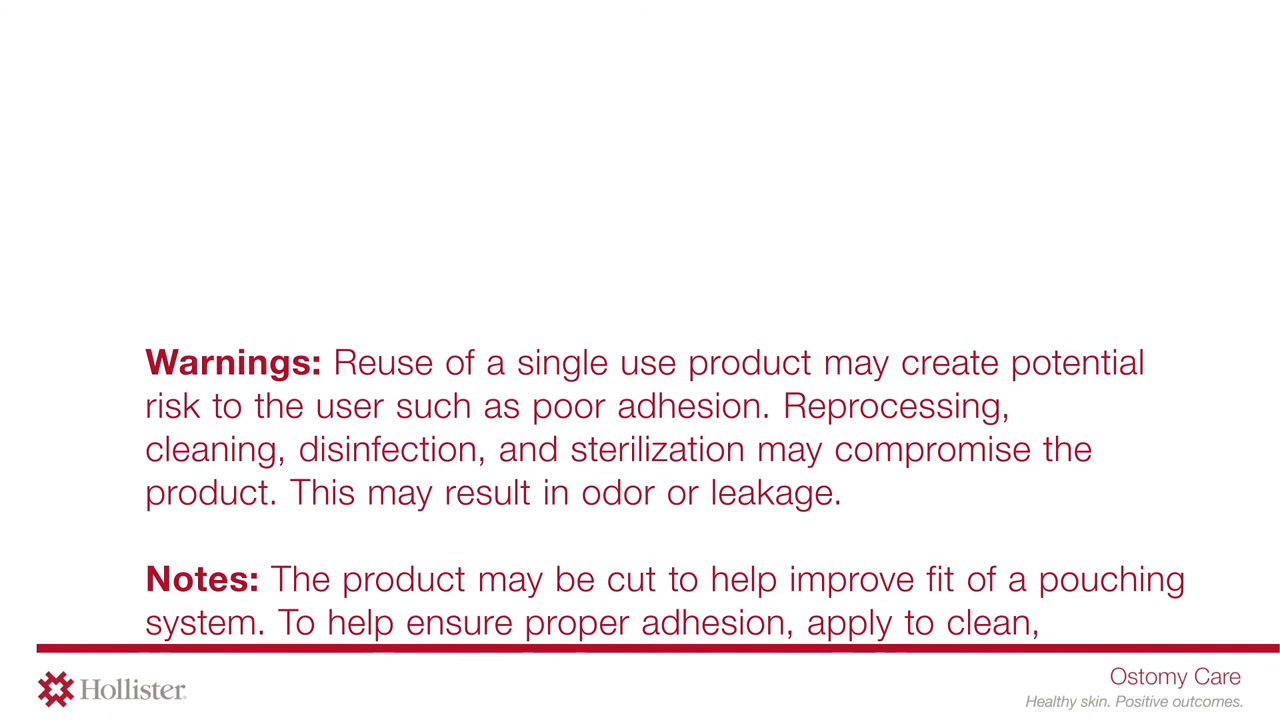 Warnings: Reuse of a single use product may create potential
risk to the user such as poor adhesion. Reprocessing,
cleaning, disinfection, and sterilization may compromise the
product. This may result in odor or leakage.
Notes: The product may be cut to help improve fit of a pouching
system. To help ensure proper adhesion, apply to clean,
Hollister
Ostomy Care
Healthy skin. Positive outcomes.